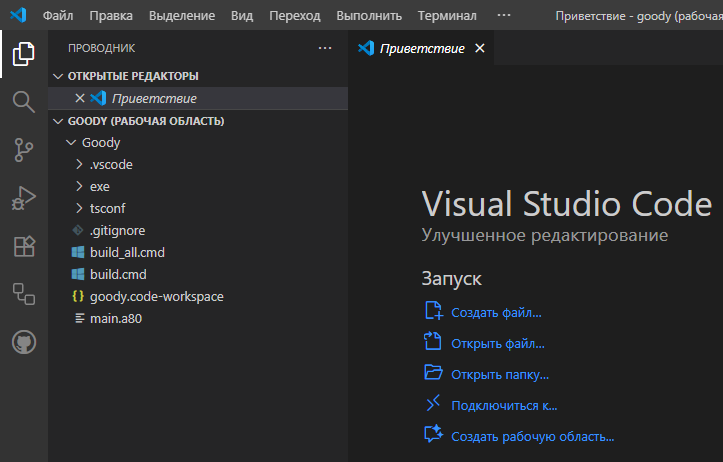 Файл Правка Выделение Вид Переход Выполнить Терминал ··· Приветствие - goody (рабочая
ПРОВОДНИК ···
Приветствие
ОТКРЫТЫЕ РЕДАКТОРЫ
Приветствие
GOODY (РАБОЧАЯ ОБЛАСТЬ)
Goody
.vscode
exe
tsconf
.gitignore
build_all.cmd
build.cmd
{} goody.code-workspace
main.a80
Visual Studio Code
Улучшенное редактирование
Запуск
Создать файл...
Открыть файл...
Открыть папку...
Подключиться к...
Создать рабочую область...